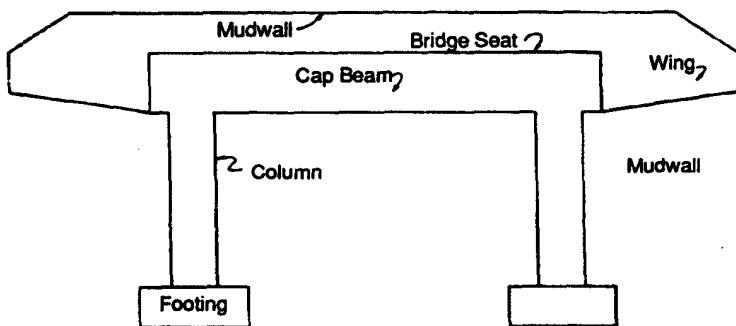 Mudwall
Bridge Seat
Cap Beam
Wing
Column
Mudwall
Footing